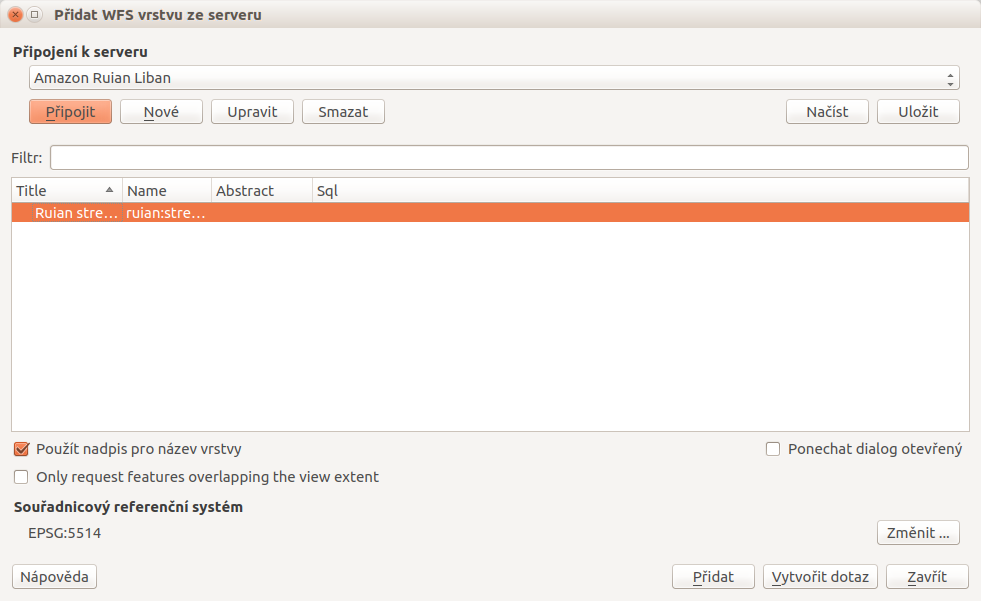 Přidat WFS vrstvu ze serveru
Připojení k serveru
Amazon Ruian Liban
Připojit Nové Upravit Smazat Načíst Uložit
Filtr:
Title Name Abstract Sql
Ruian stre... ruian:stre...
Použít nadpis pro název vrstvy Ponechat dialog otevřený
Only request features overlapping the view extent
Souřadnicový referenční systém
EPSG:5514 Změnit ...
Nápověda Přidat Vytvořit dotaz Zavřít